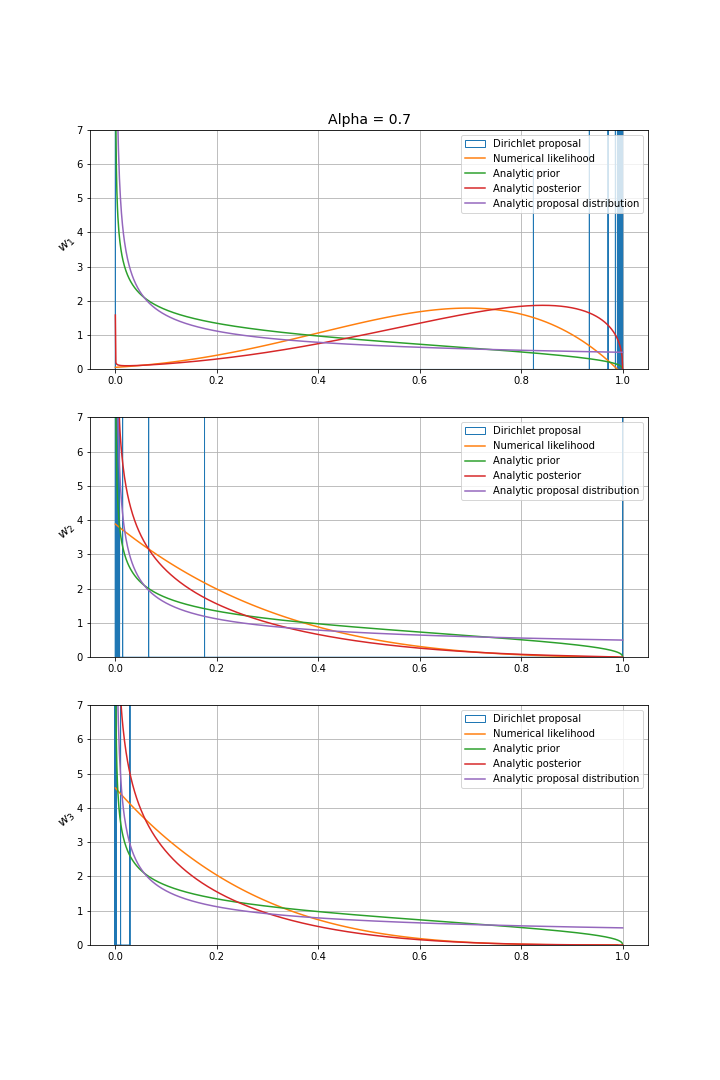 Alpha = 0.7
7
6
5
4
3
2
1
0
w1
Dirichlet proposal
Numerical likelihood
Analytic prior
Analytic posterior
Analytic proposal distribution
0.0 0.2 0.4 0.6 0.8 1.0
7
6
5
4
3
2
1
0
w2
Dirichlet proposal
Numerical likelihood
Analytic prior
Analytic posterior
Analytic proposal distribution
0.0 0.2 0.4 0.6 0.8 1.0
7
6
5
4
3
2
1
0
w3
Dirichlet proposal
Numerical likelihood
Analytic prior
Analytic posterior
Analytic proposal distribution
0.0 0.2 0.4 0.6 0.8 1.0